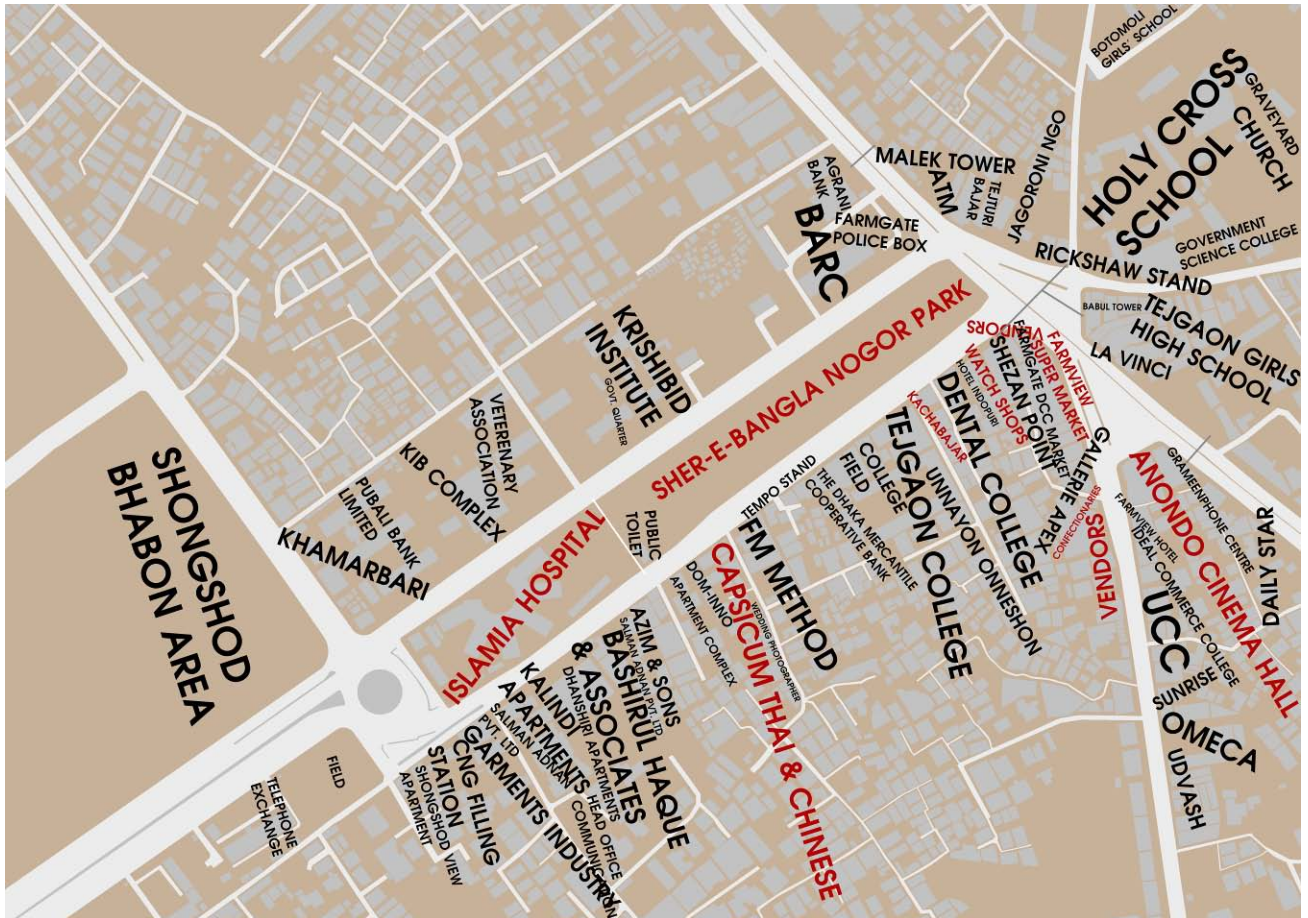 BOTOMOLI
GIRLS' SCHOOL
HOLY CROSS
SCHOOL
GRAVEYARD
CHURCH
MALEK TOWER
ATM
TEJTURI
BAJAR
JAGORONI NGO
AGRANI
BANK
BARC
FARMGATE
POLICE BOX
GOVERNMENT
SCIENCE COLLEGE
RICKSHAW STAND
BABUL TOWER
TEJGAON GIRLS
HIGH SCHOOL
LA VINCI
KRISHIBID
INSTITUTE
GOVT. QUARTER
SHER-E-BANGLA NOGOR PARK
VENDORS
FARMVIEW
SUPER MARKET
FARMGATE DCC MARKET
SHEZAN POINT
WATCH SHOPS
HOTEL INDOPURI
DENTAL COLLEGE
KACHABAJAR
UNNAYON ONNESHON
TEJGAON COLLEGE
FIELD
COLLEGE
THE DHAKA MERCANTILE
COOPERATIVE BANK
GALERIE APEX
CONFECTIONARIES
VENDORS
ANONDO CINEMA HALL
GRAMEENPHONE CENTRE
DAILY STAR
FARMVIEW HOTEL
IDEAL COMMERCE COLLEGE
UCC
SUNRISE
OMECA
UDVASH
VETERENARY
ASSOCIATION
KIB COMPLEX
PUBALI BANK
LIMITED
KHAMARBARI
SHONGSHOD
BHABON AREA
ISLAMIA HOSPITAL
PUBLIC
TOILET
TEMPO STAND
FM METHOD
WEDDING PHOTOGRAPHER
CAPSICUM THAI & CHINESE
DOM-INNO
APARTMENT COMPLEX
AZIM & SONS
SALMAN ADNAN PVT. LTD
BASHIRUL HAQUE
& ASSOCIATES
DHANSHIRI APARTMENTS
KALINDI
APARTMENTS
HEAD OFFICE
SALMAN ADNAN
PVT. LTD
GARMENTS INDUSTRY
CNG FILLING
STATION
SHONGSHOD VIEW
APARTMENT
FIELD
TELEPHONE
EXCHANGE